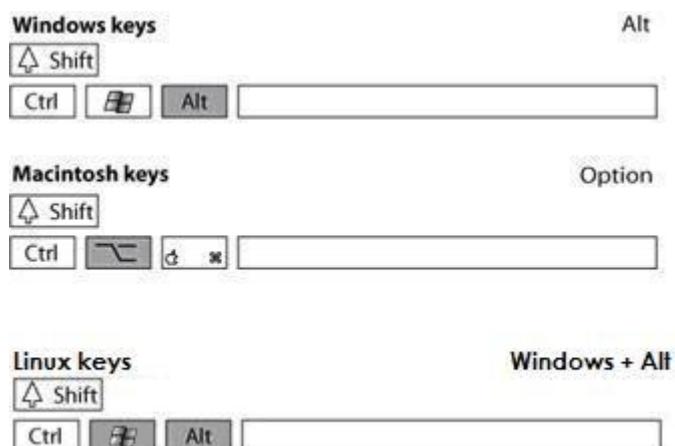 Windows keys Alt
Shift
Ctrl Alt
Macintosh keys Option
Shift
Ctrl ⌥ ⌘
Linux keys Windows + Alt
Shift
Ctrl Alt